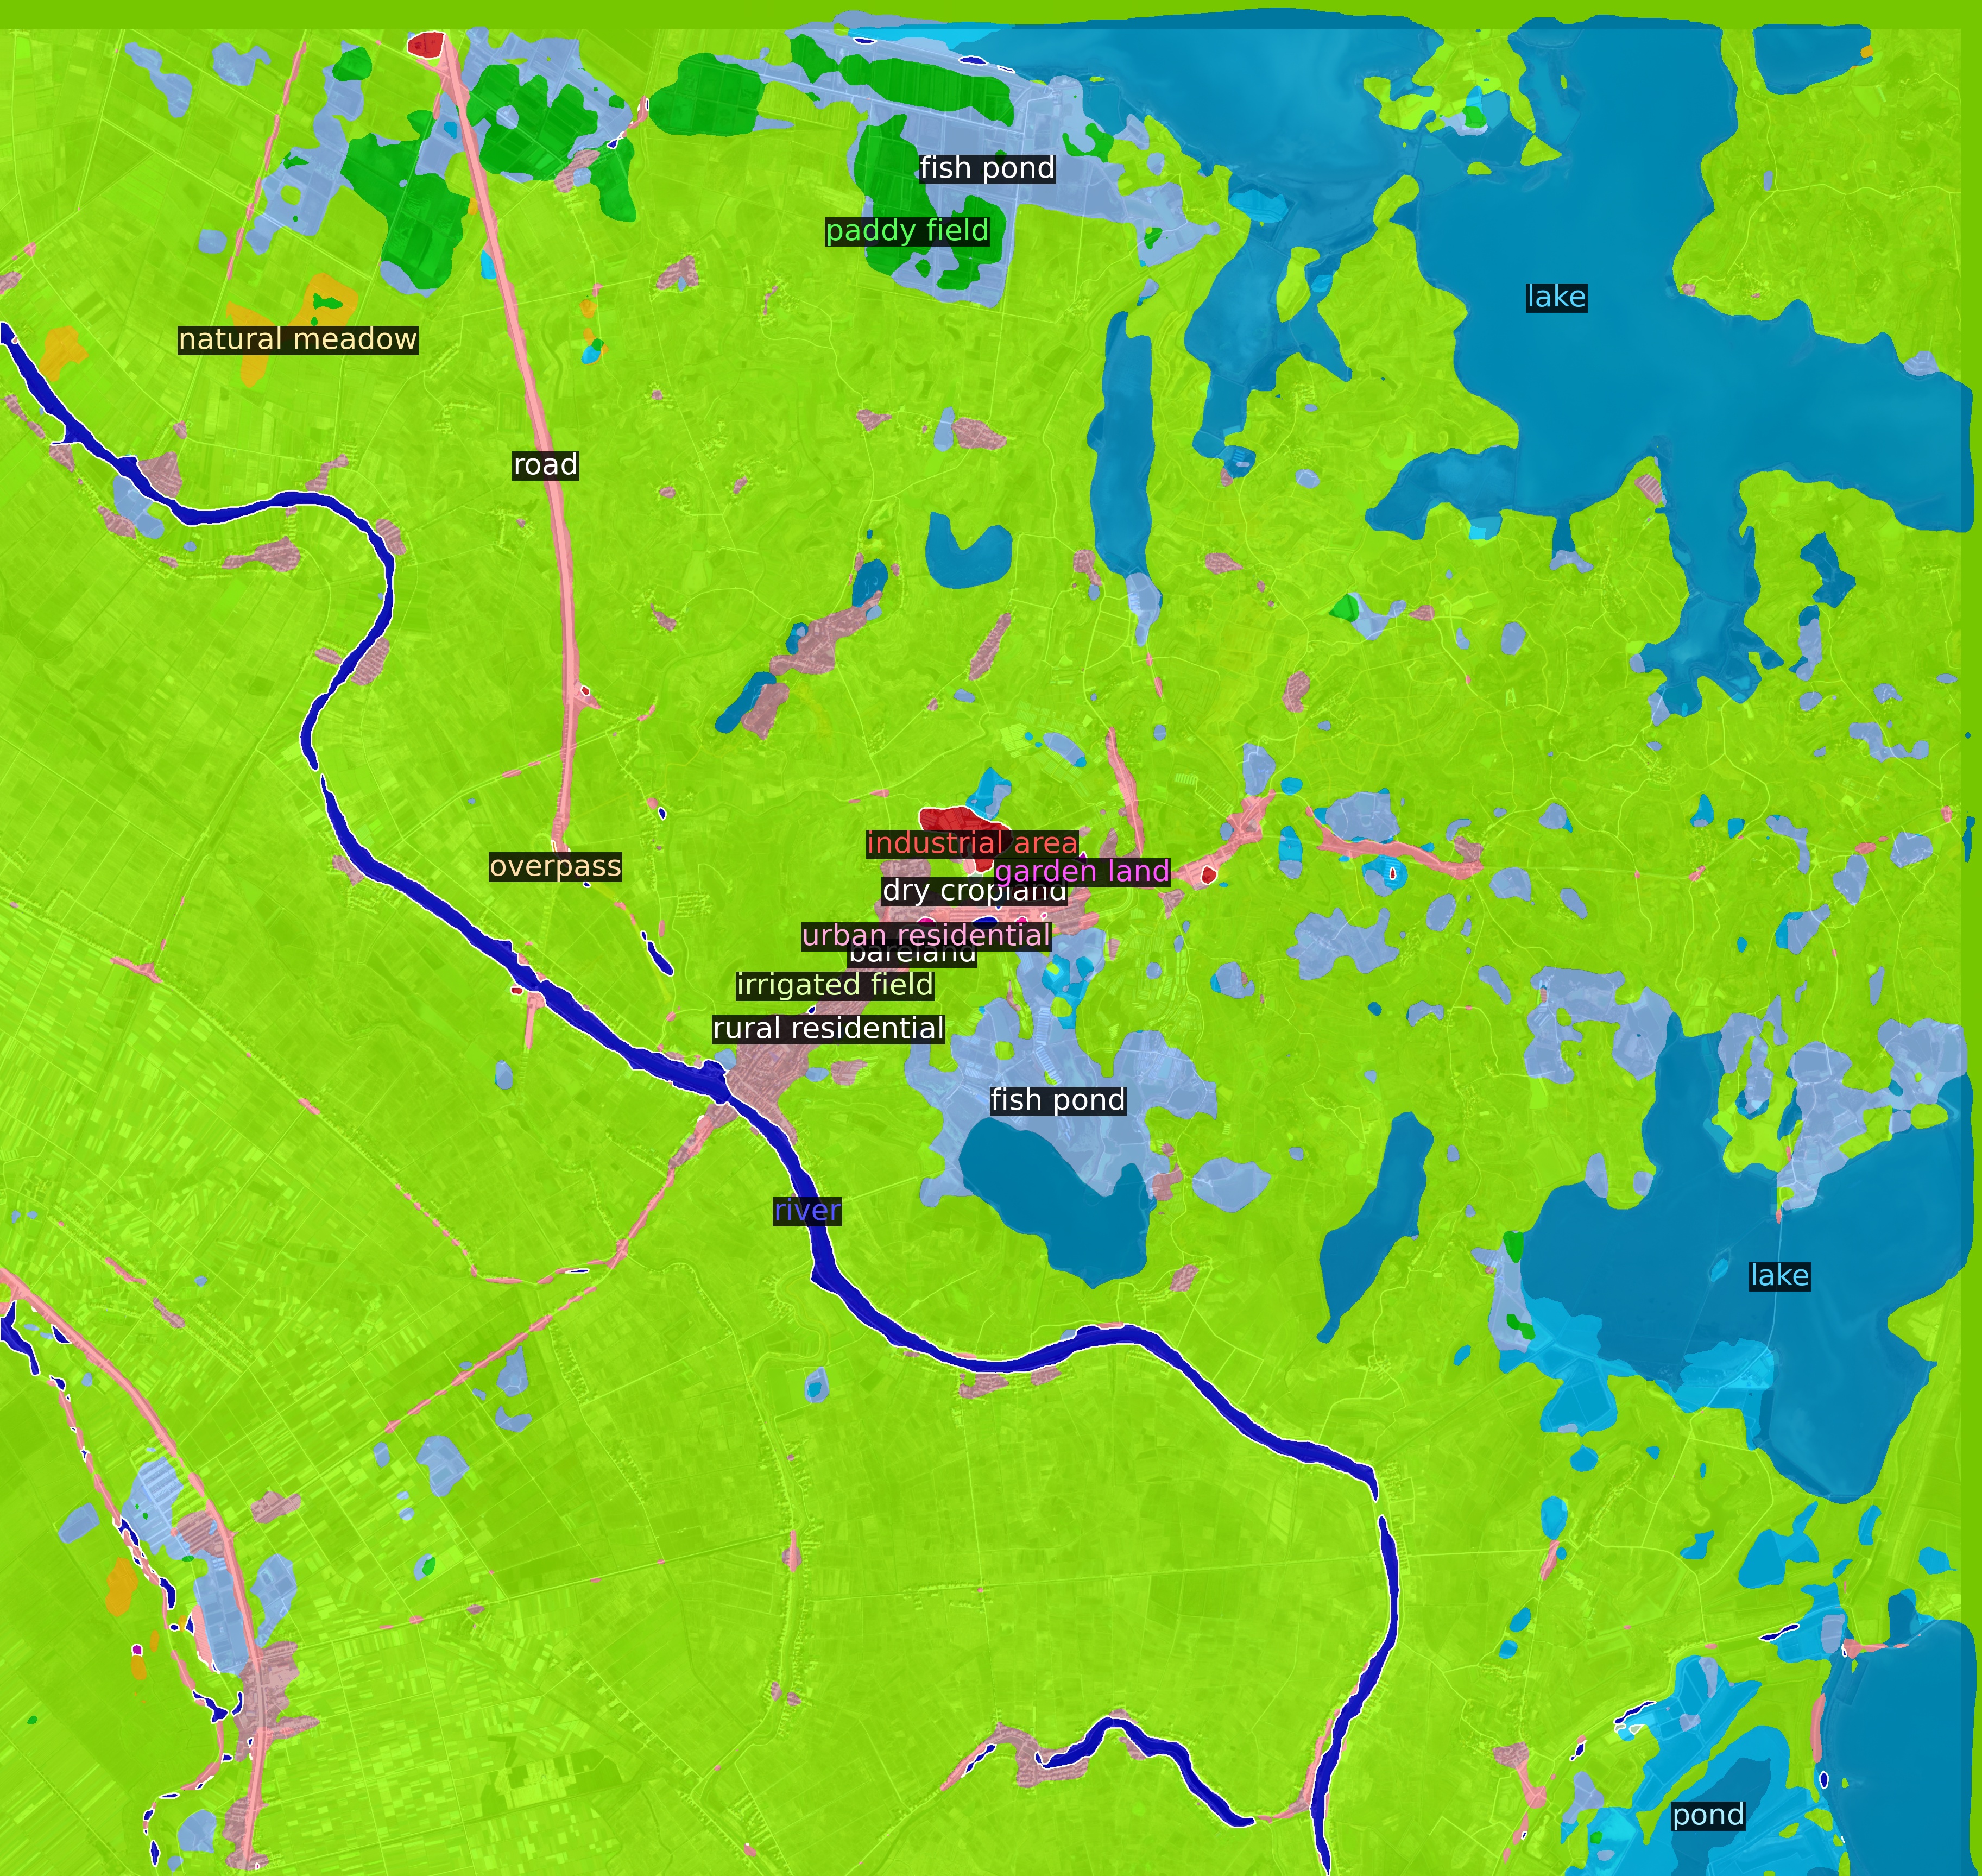 fish pond
paddy field
lake
natural meadow
road
industrial area
overpass
garden land
dry cropland
urban residential
bareland
irrigated field
rural residential
fish pond
river
lake
pond